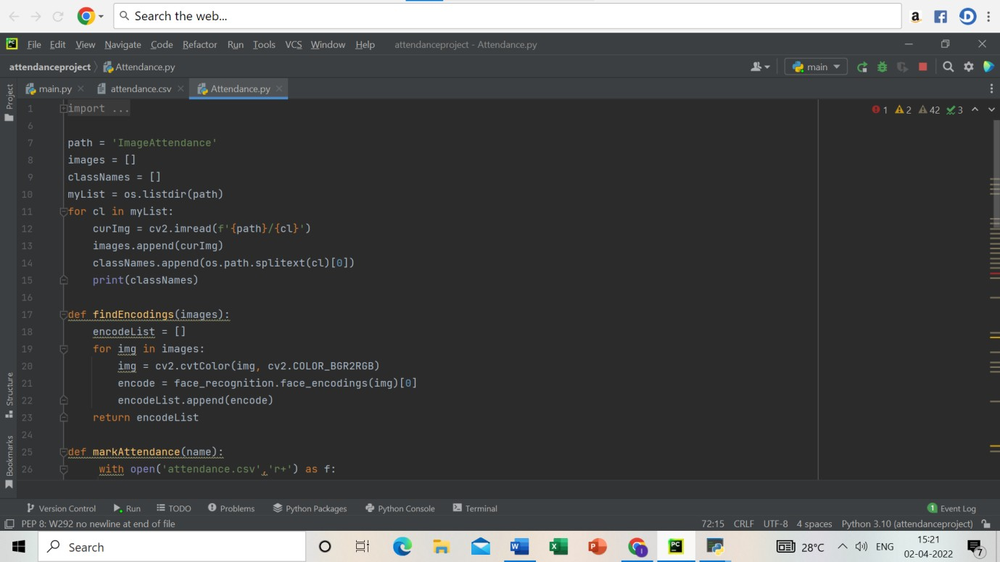 Search the web...
File Edit View Navigate Code Refactor Run Tools VCS Window Help attendanceproject - Attendance.py
attendanceproject Attendance.py main
main.py attendance.csv Attendance.py
1 import ... 1 2 42 3
6
7 path = 'ImageAttendance'
8 images = []
9 classNames = []
10 myList = os.listdir(path)
11 for cl in myList:
12 curImg = cv2.imread(f'{path}/{cl}')
13 images.append(curImg)
14 classNames.append(os.path.splitext(cl)[0])
15 print(classNames)
16
17 def findEncodings(images):
18 encodeList = []
19 for img in images:
20 img = cv2.cvtColor(img, cv2.COLOR_BGR2RGB)
21 encode = face_recognition.face_encodings(img)[0]
22 encodeList.append(encode)
23 return encodeList
24
25 def markAttendance(name):
26 with open('attendance.csv','r+') as f:
Project
Structure
Bookmarks
Version Control Run TODO Problems Python Packages Python Console Terminal 1 Event Log
PEP 8: W292 no newline at end of file 72:15 CRLF UTF-8 4 spaces Python 3.10 (attendanceproject)
Search 28°C ENG 15:21
02-04-2022 7